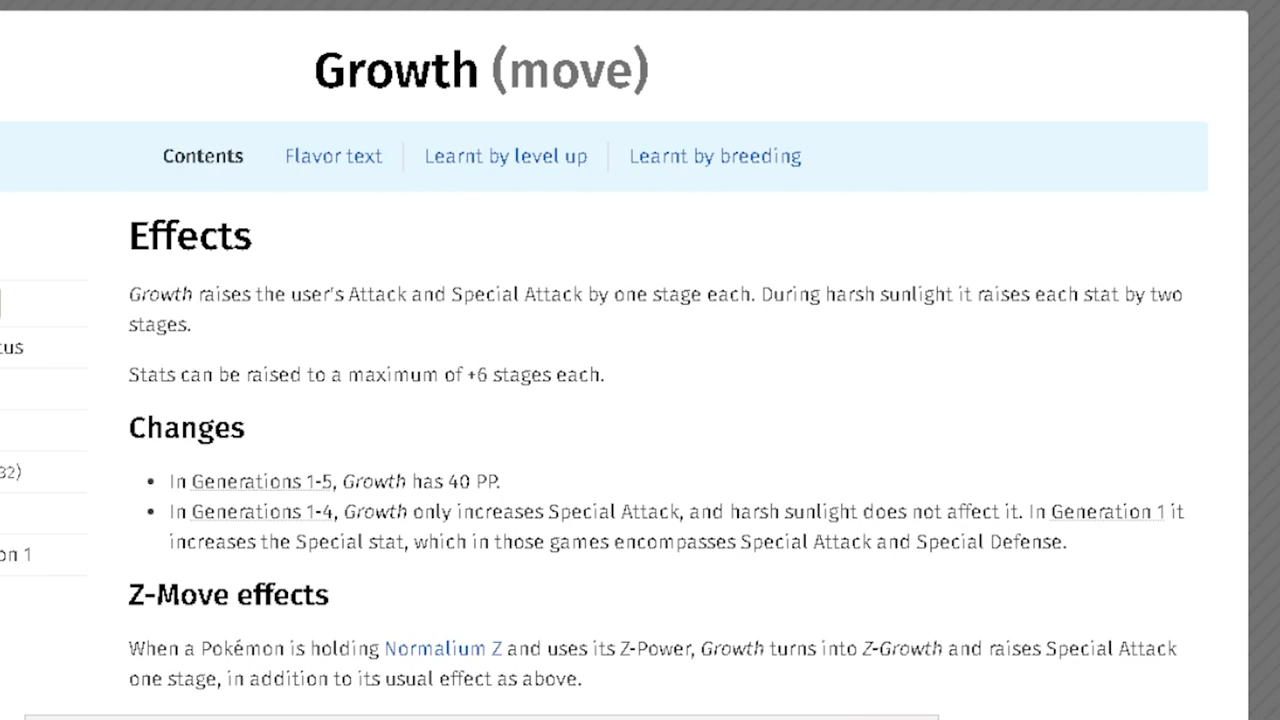 Growth (move)
Contents Flavor text Learnt by level up Learnt by breeding
Effects
Growth raises the user's Attack and Special Attack by one stage each. During harsh sunlight it raises each stat by two
stages.
Stats can be raised to a maximum of +6 stages each.
Changes
• In Generations 1-5, Growth has 40 PP.
• In Generations 1-4, Growth only increases Special Attack, and harsh sunlight does not affect it. In Generation 1 it
increases the Special stat, which in those games encompasses Special Attack and Special Defense.
Z-Move effects
When a Pokémon is holding Normalium Z and uses its Z-Power, Growth turns into Z-Growth and raises Special Attack
one stage, in addition to its usual effect as above.